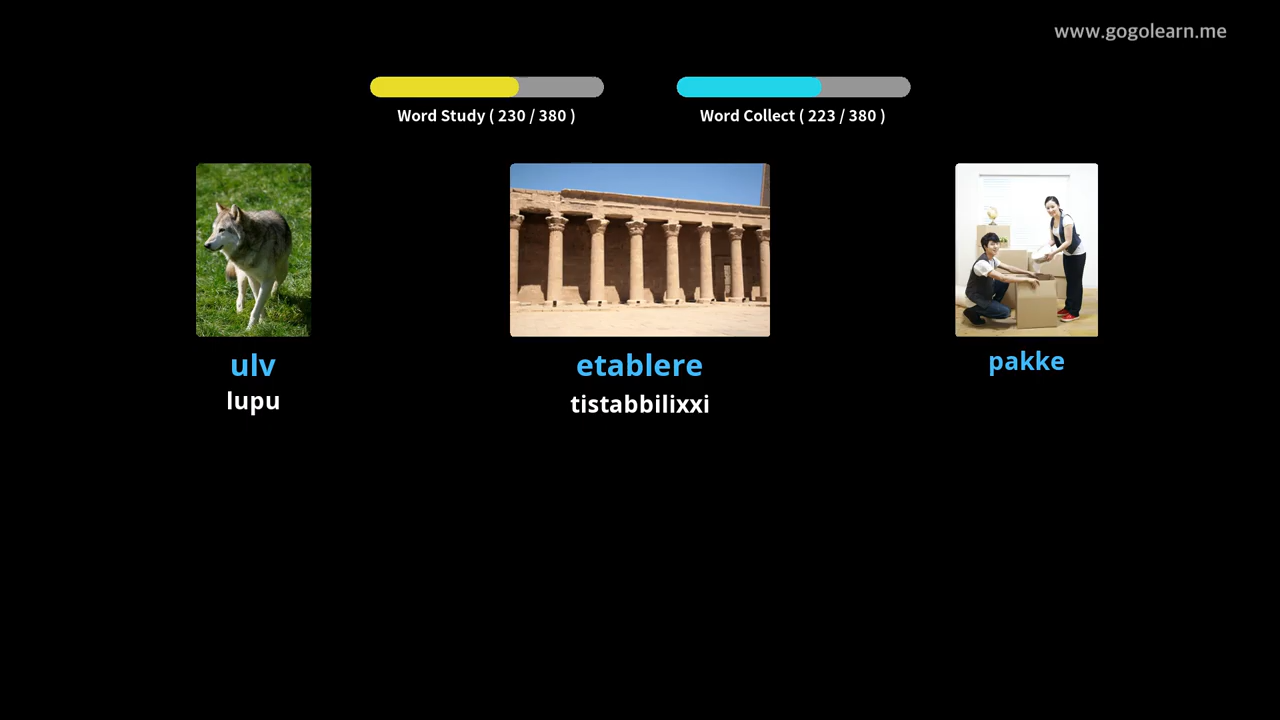 www.gogolearn.me
Word Study ( 230 / 380 )
Word Collect ( 223 / 380 )
ulv
lupu
etablere
tistabbilixxi
pakke